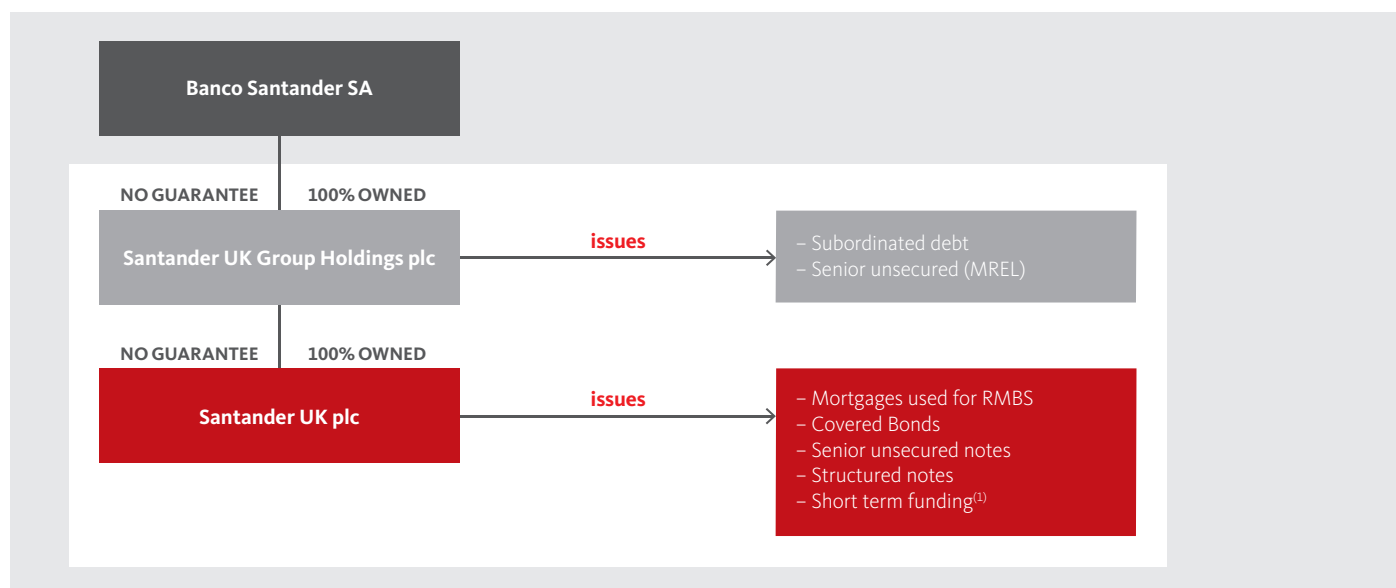 Banco Santander SA
NO GUARANTEE 100% OWNED
Santander UK Group Holdings plc
issues
– Subordinated debt
– Senior unsecured (MREL)
NO GUARANTEE 100% OWNED
Santander UK plc
issues
– Mortgages used for RMBS
– Covered Bonds
– Senior unsecured notes
– Structured notes
– Short term funding(1)